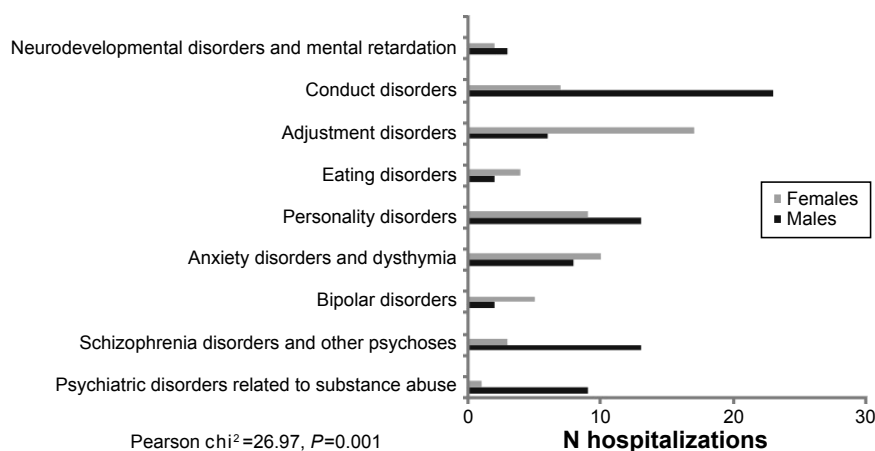 Neurodevelopmental disorders and mental retardation
Conduct disorders
Adjustment disorders
Eating disorders
Personality disorders
Anxiety disorders and dysthymia
Bipolar disorders
Schizophrenia disorders and other psychoses
Psychiatric disorders related to substance abuse
Females
Males
0 10 20 30
N hospitalizations
Pearson chi²=26.97, P=0.001